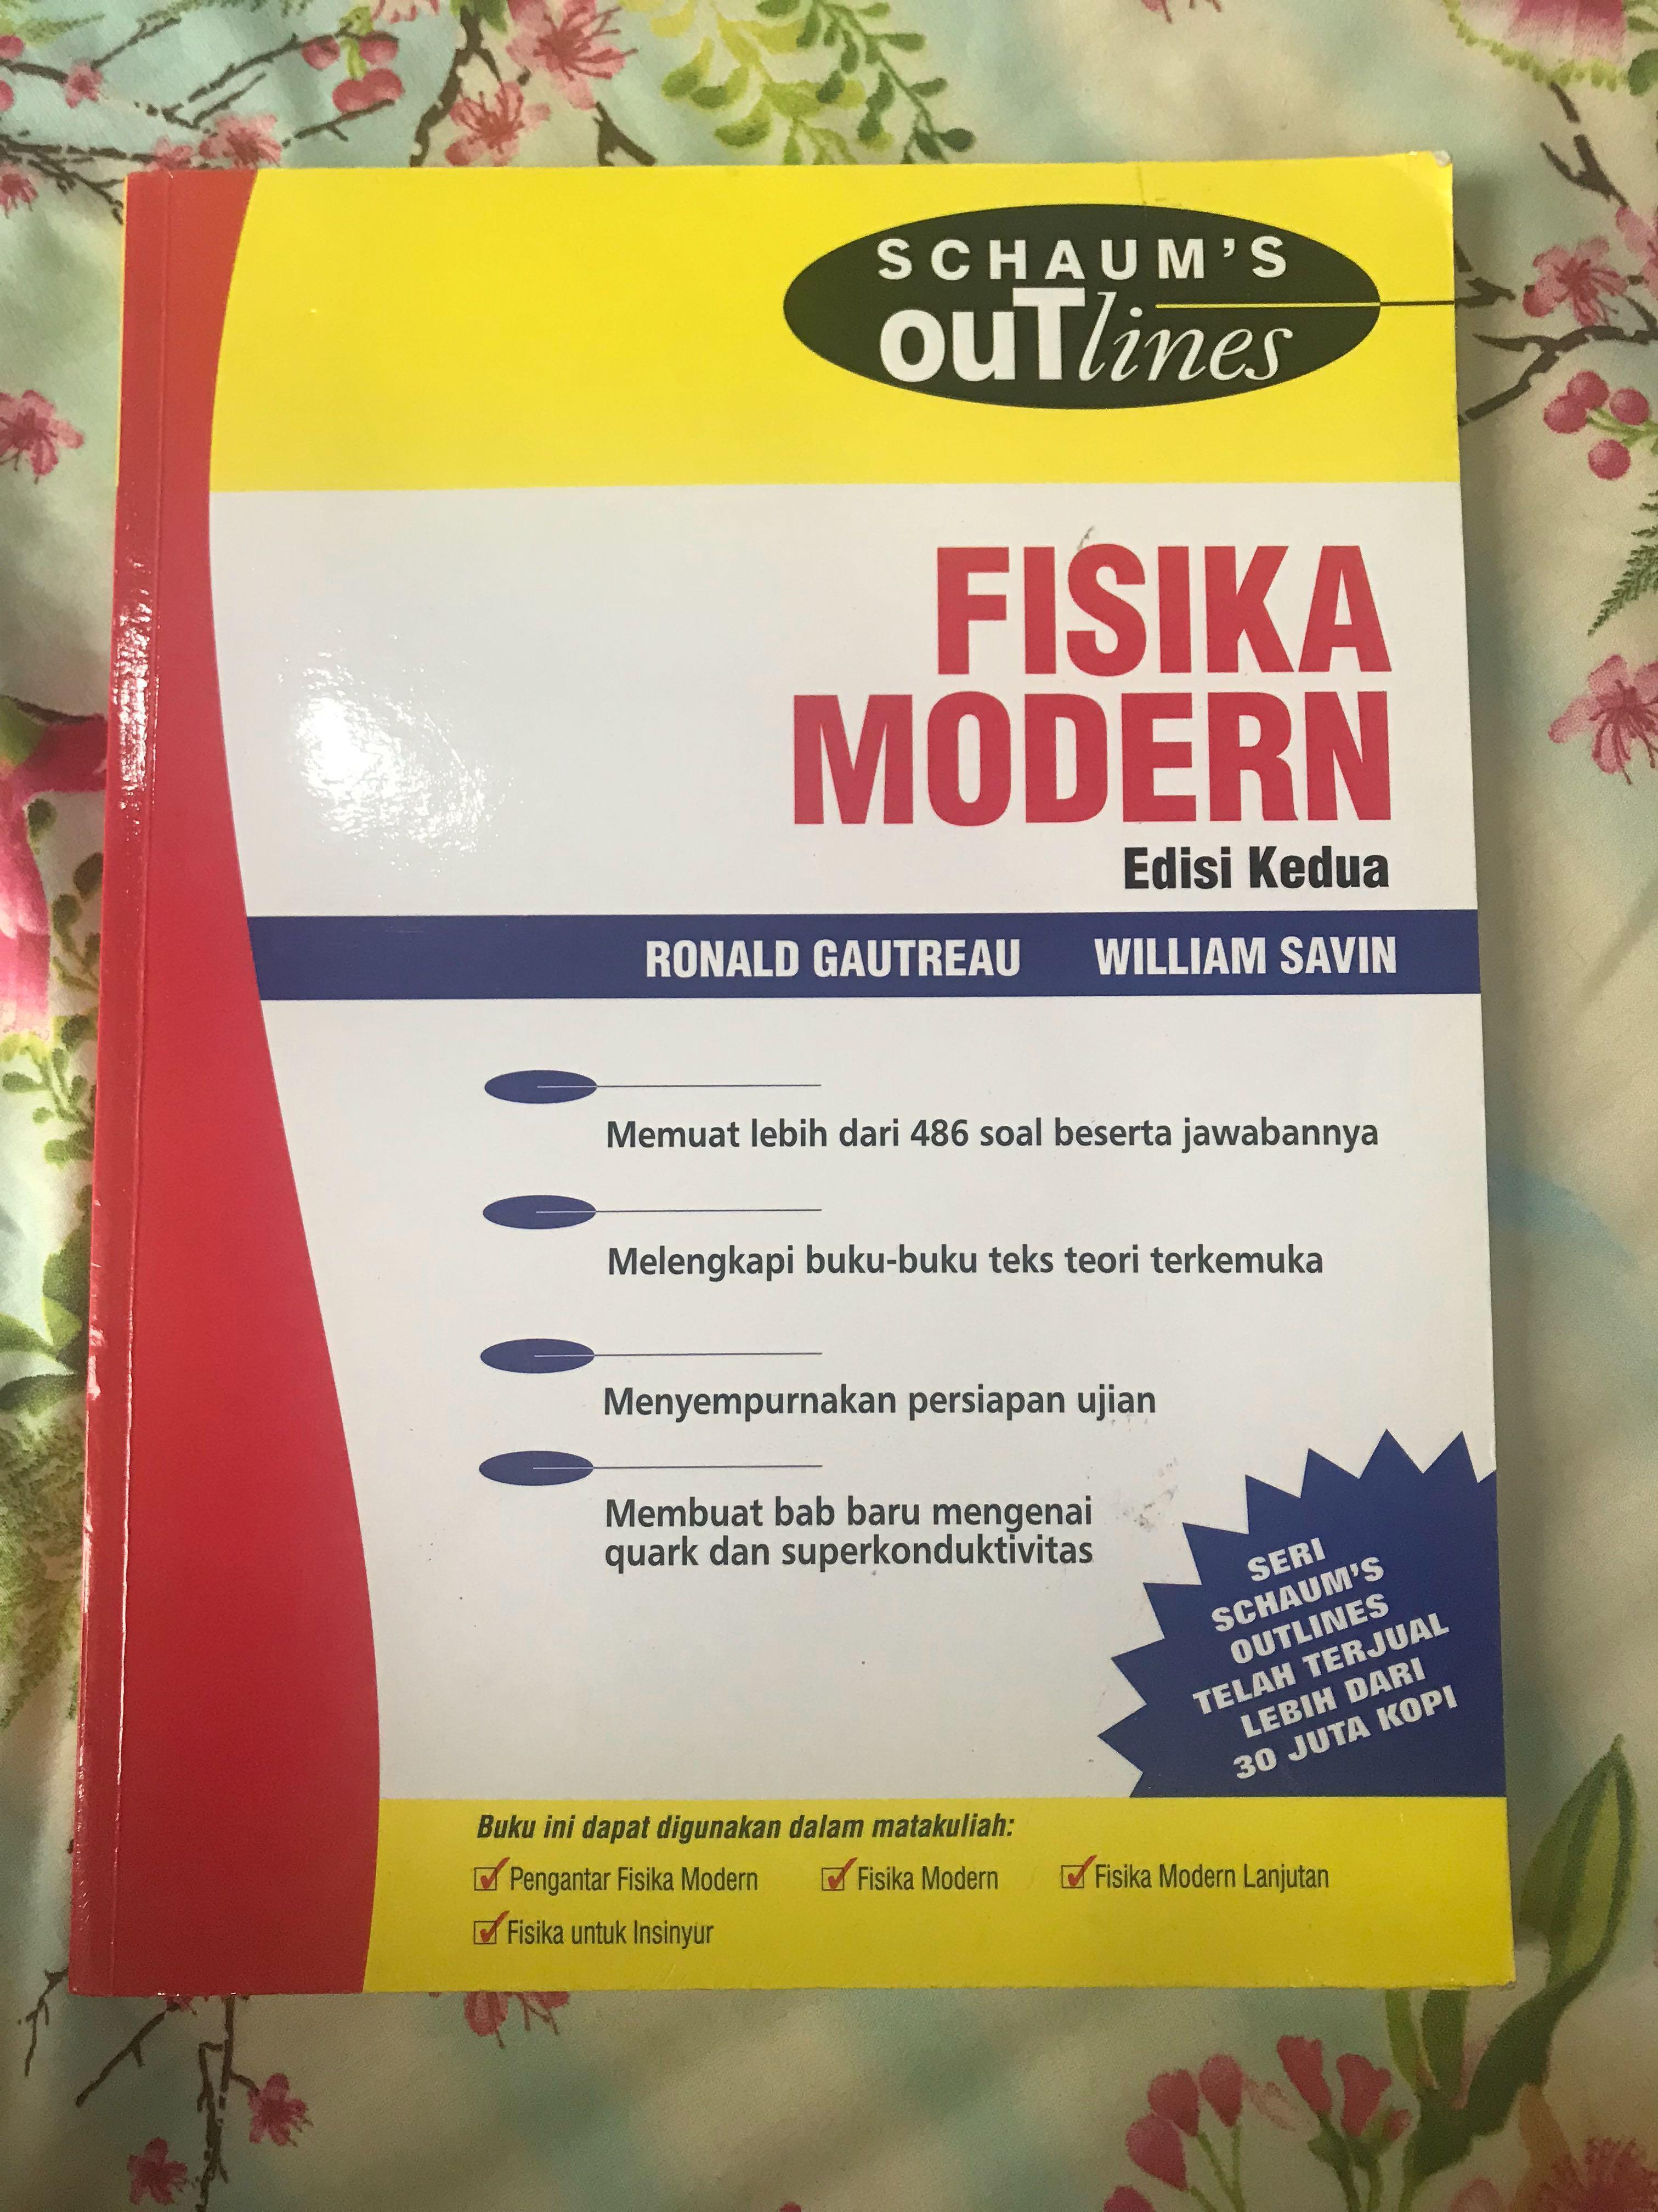 SCHAUM'S
ouTlines
FISIKA
MODERN
Edisi Kedua
RONALD GAUTREAU WILLIAM SAVIN
Memuat lebih dari 486 soal beserta jawabannya
Melengkapi buku-buku teks teori terkemuka
Menyempurnakan persiapan ujian
Membuat bab baru mengenai
quark dan superkonduktivitas
SERI
SCHAUM'S
OUTLINES
TELAH TERJUAL
LEBIH DARI
30 JUTA KOPI
Buku ini dapat digunakan dalam matakuliah:
Pengantar Fisika Modern Fisika Modern Fisika Modern Lanjutan
Fisika untuk Insinyur